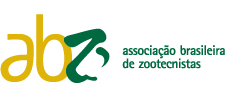 abz
associação brasileira
de zootecnistas